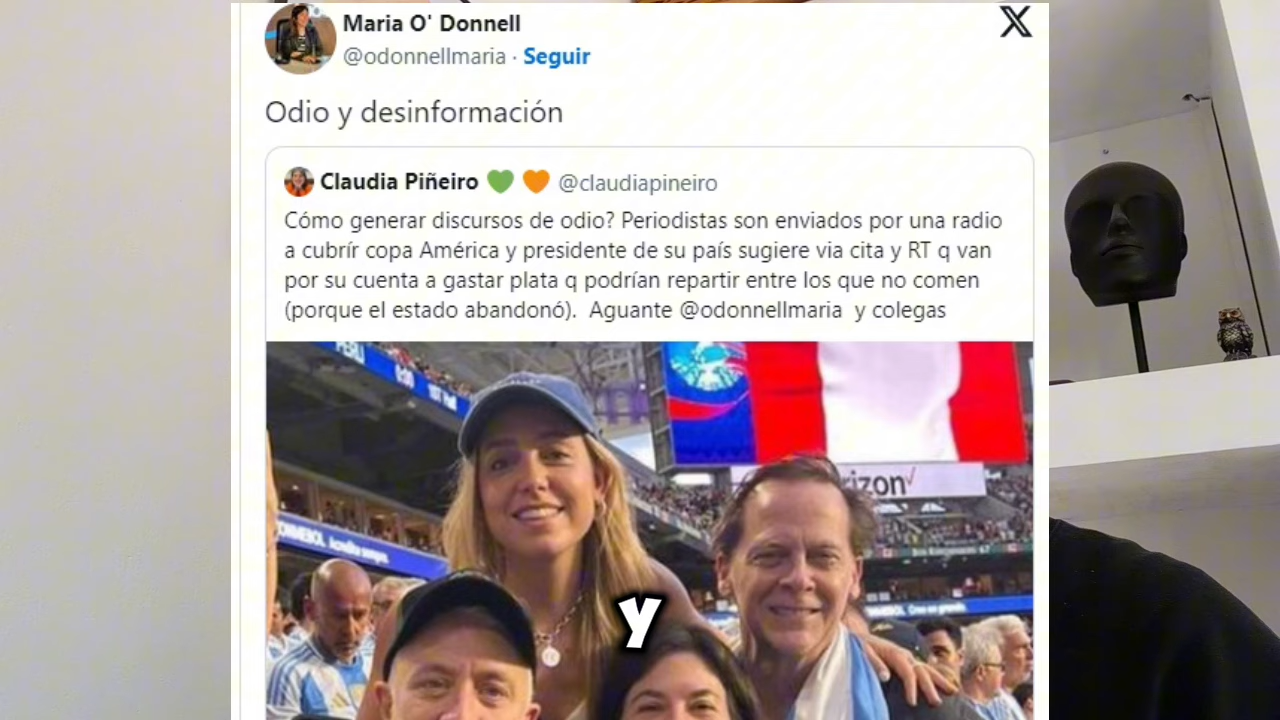 Maria O' Donnell
@odonnellmaria · Seguir
Odio y desinformación
Claudia Piñeiro 💚 🧡 @claudiapineiro
Cómo generar discursos de odio? Periodistas son enviados por una radio
a cubrír copa América y presidente de su país sugiere via cita y RT q van
por su cuenta a gastar plata q podrían repartir entre los que no comen
(porque el estado abandonó). Aguante @odonnellmaria y colegas
PERU
rizon
y